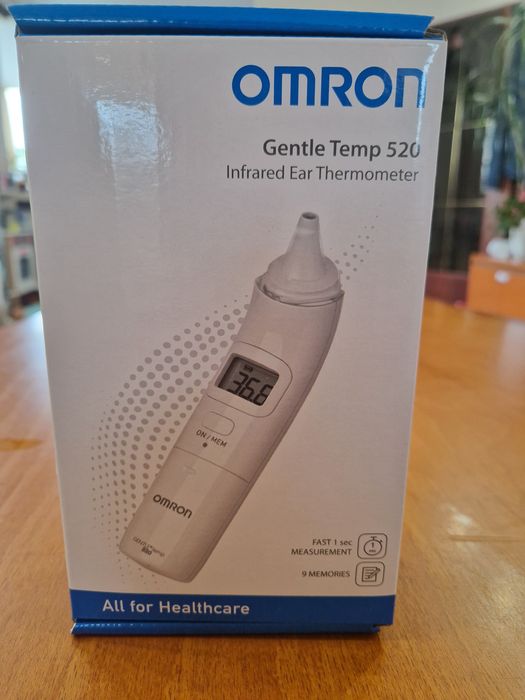 OMRON
Gentle Temp 520
Infrared Ear Thermometer
36.6
ON / MEM
OMRON
FAST 1 sec
MEASUREMENT
9 MEMORIES
All for Healthcare